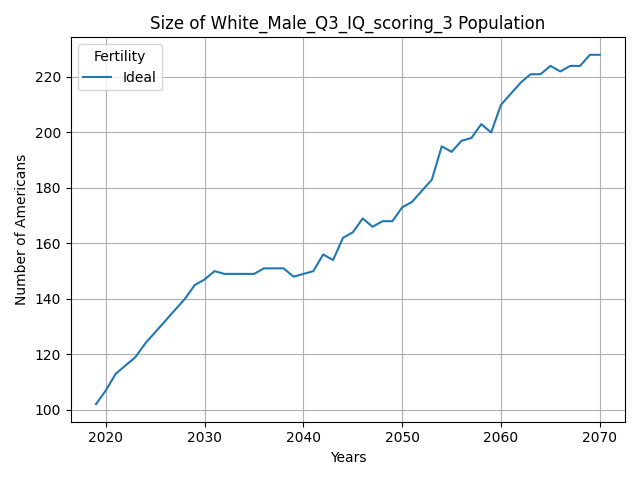 Size of White_Male_Q3_IQ_scoring_3 Population
Fertility
Ideal
Number of Americans
220
200
180
160
140
120
100
2020 2030 2040 2050 2060 2070
Years